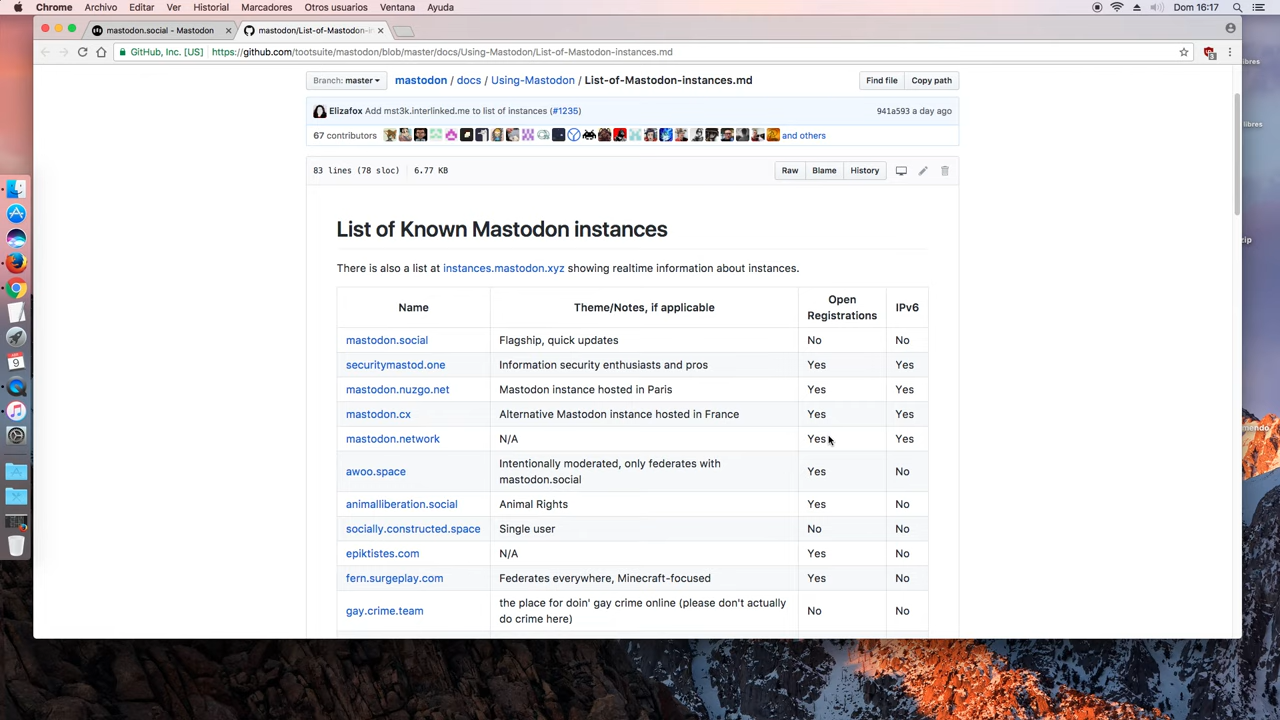 Chrome Archivo Editar Ver Historial Marcadores Otros usuarios Ventana Ayuda Dom 16:17
mastodon.social - Mastodon mastodon/List-of-Mastodon-in
GitHub, Inc. [US] https://github.com/tootsuite/mastodon/blob/master/docs/Using-Mastodon/List-of-Mastodon-instances.md
Branch: master mastodon / docs / Using-Mastodon / List-of-Mastodon-instances.md Find file Copy path
Elizafox Add mst3k.interlinked.me to list of instances (#1235) 941a593 a day ago
67 contributors and others
83 lines (78 sloc) 6.77 KB Raw Blame History
List of Known Mastodon instances
There is also a list at instances.mastodon.xyz showing realtime information about instances.
Name Theme/Notes, if applicable Open Registrations IPv6
mastodon.social Flagship, quick updates No No
securitymastod.one Information security enthusiasts and pros Yes Yes
mastodon.nuzgo.net Mastodon instance hosted in Paris Yes Yes
mastodon.cx Alternative Mastodon instance hosted in France Yes Yes
mastodon.network N/A Yes Yes
awoo.space Intentionally moderated, only federates with mastodon.social Yes No
animalliberation.social Animal Rights Yes No
socially.constructed.space Single user No No
epiktistes.com N/A Yes No
fern.surgeplay.com Federates everywhere, Minecraft-focused Yes No
gay.crime.team the place for doin' gay crime online (please don't actually do crime here) No No
libres
libres
zip
mendo
9
3